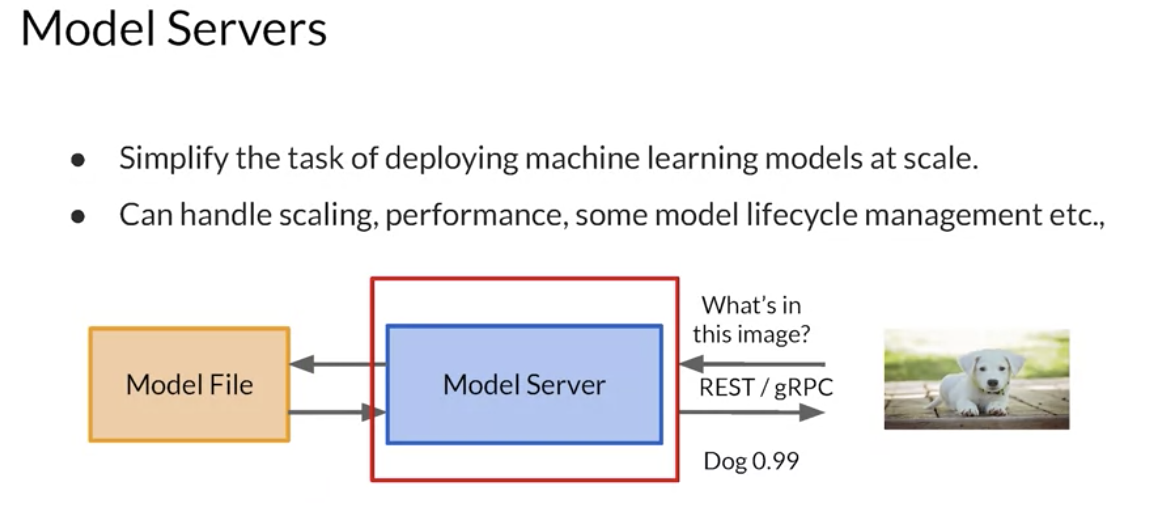 Model Servers
● Simplify the task of deploying machine learning models at scale.
● Can handle scaling, performance, some model lifecycle management etc.,
Model File
Model Server
What's in
this image?
REST / gRPC
Dog 0.99